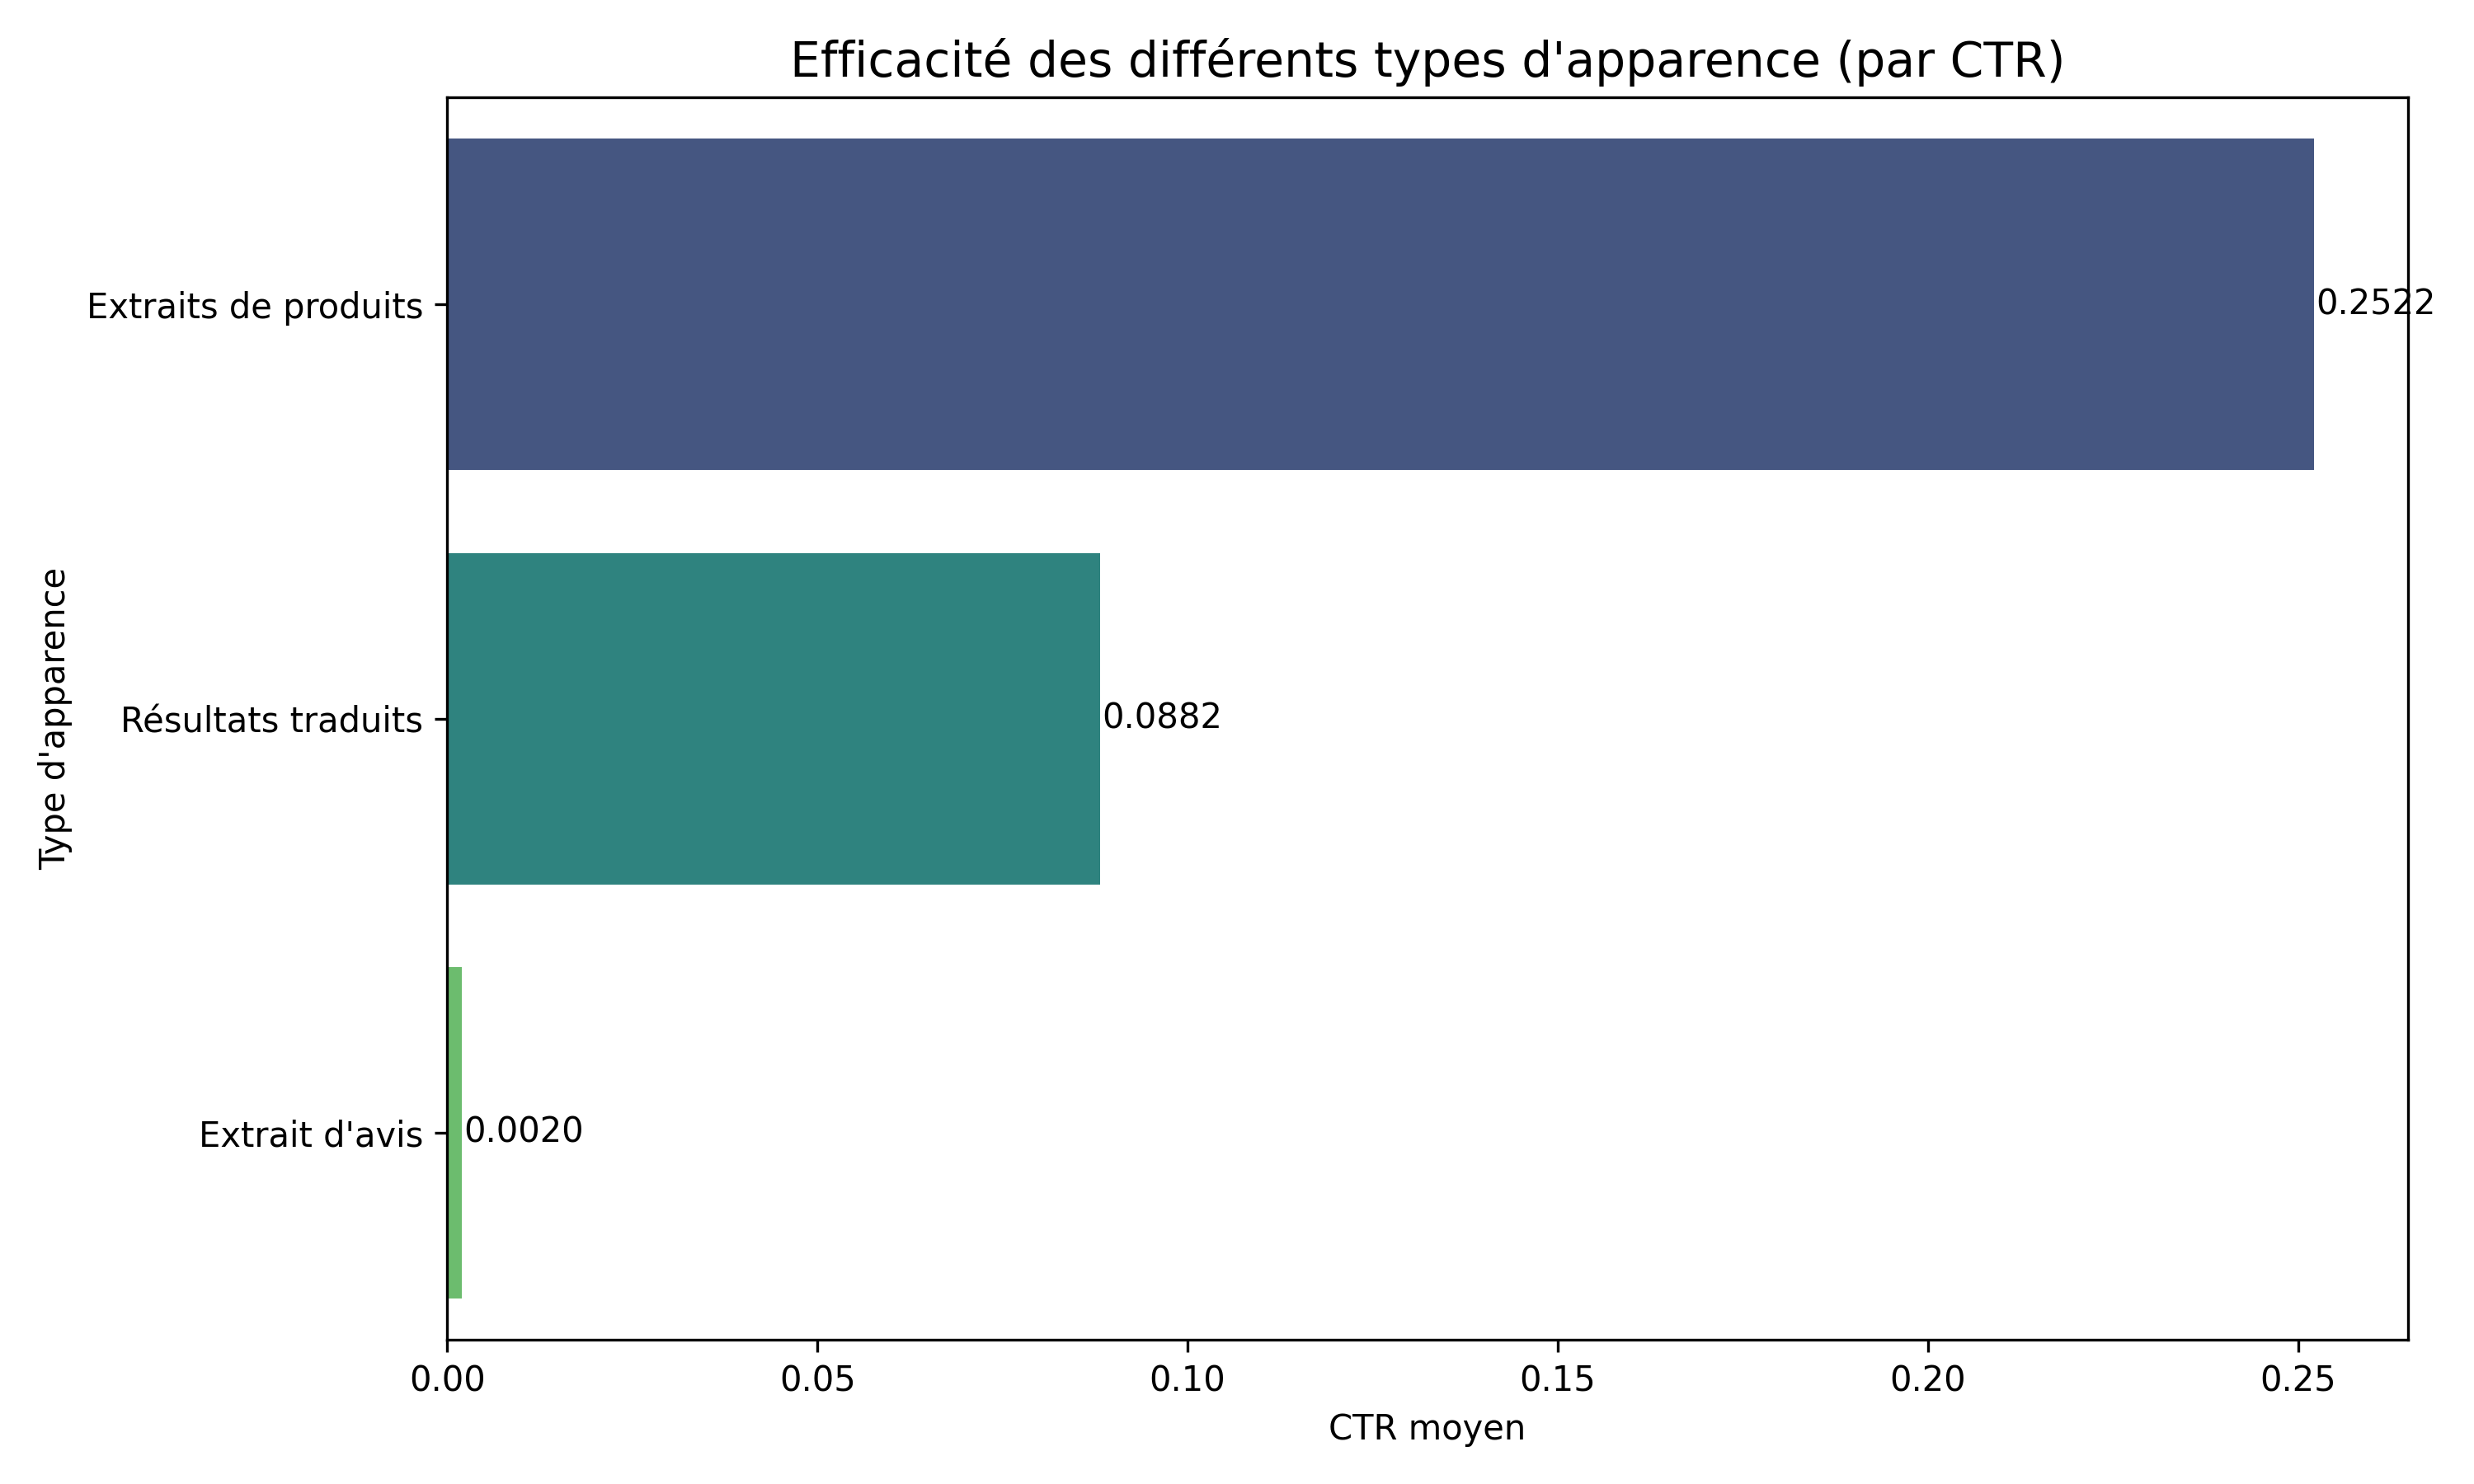 Efficacité des différents types d'apparence (par CTR)
Extraits de produits
0.2522
Résultats traduits
0.0882
Extrait d'avis
0.0020
Type d'apparence
0.00 0.05 0.10 0.15 0.20 0.25
CTR moyen